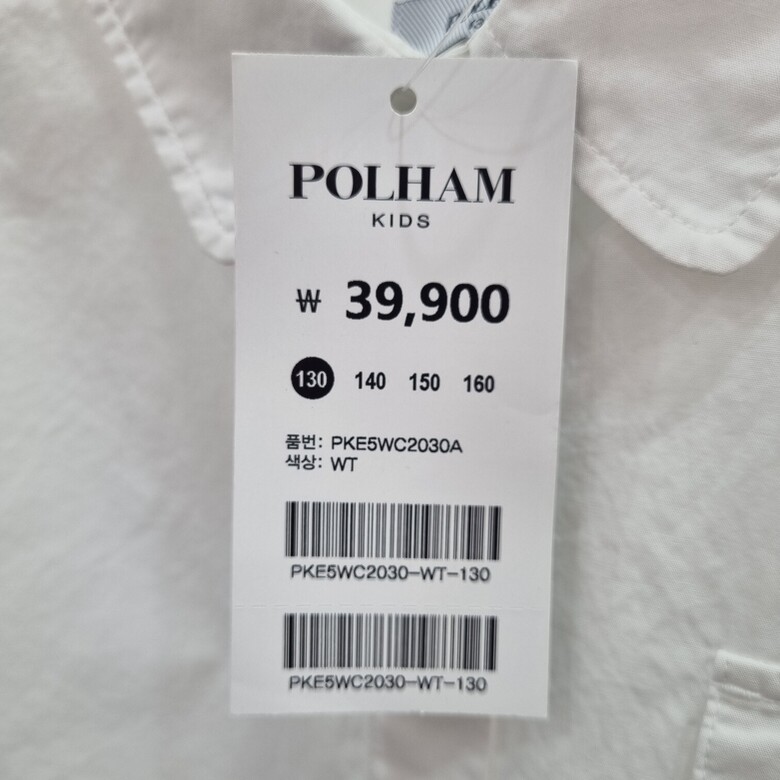 POLHAM
KIDS
₩ 39,900
130 140 150 160
품번: PKE5WC2030A
색상: WT
PKE5WC2030-WT-130
PKE5WC2030-WT-130